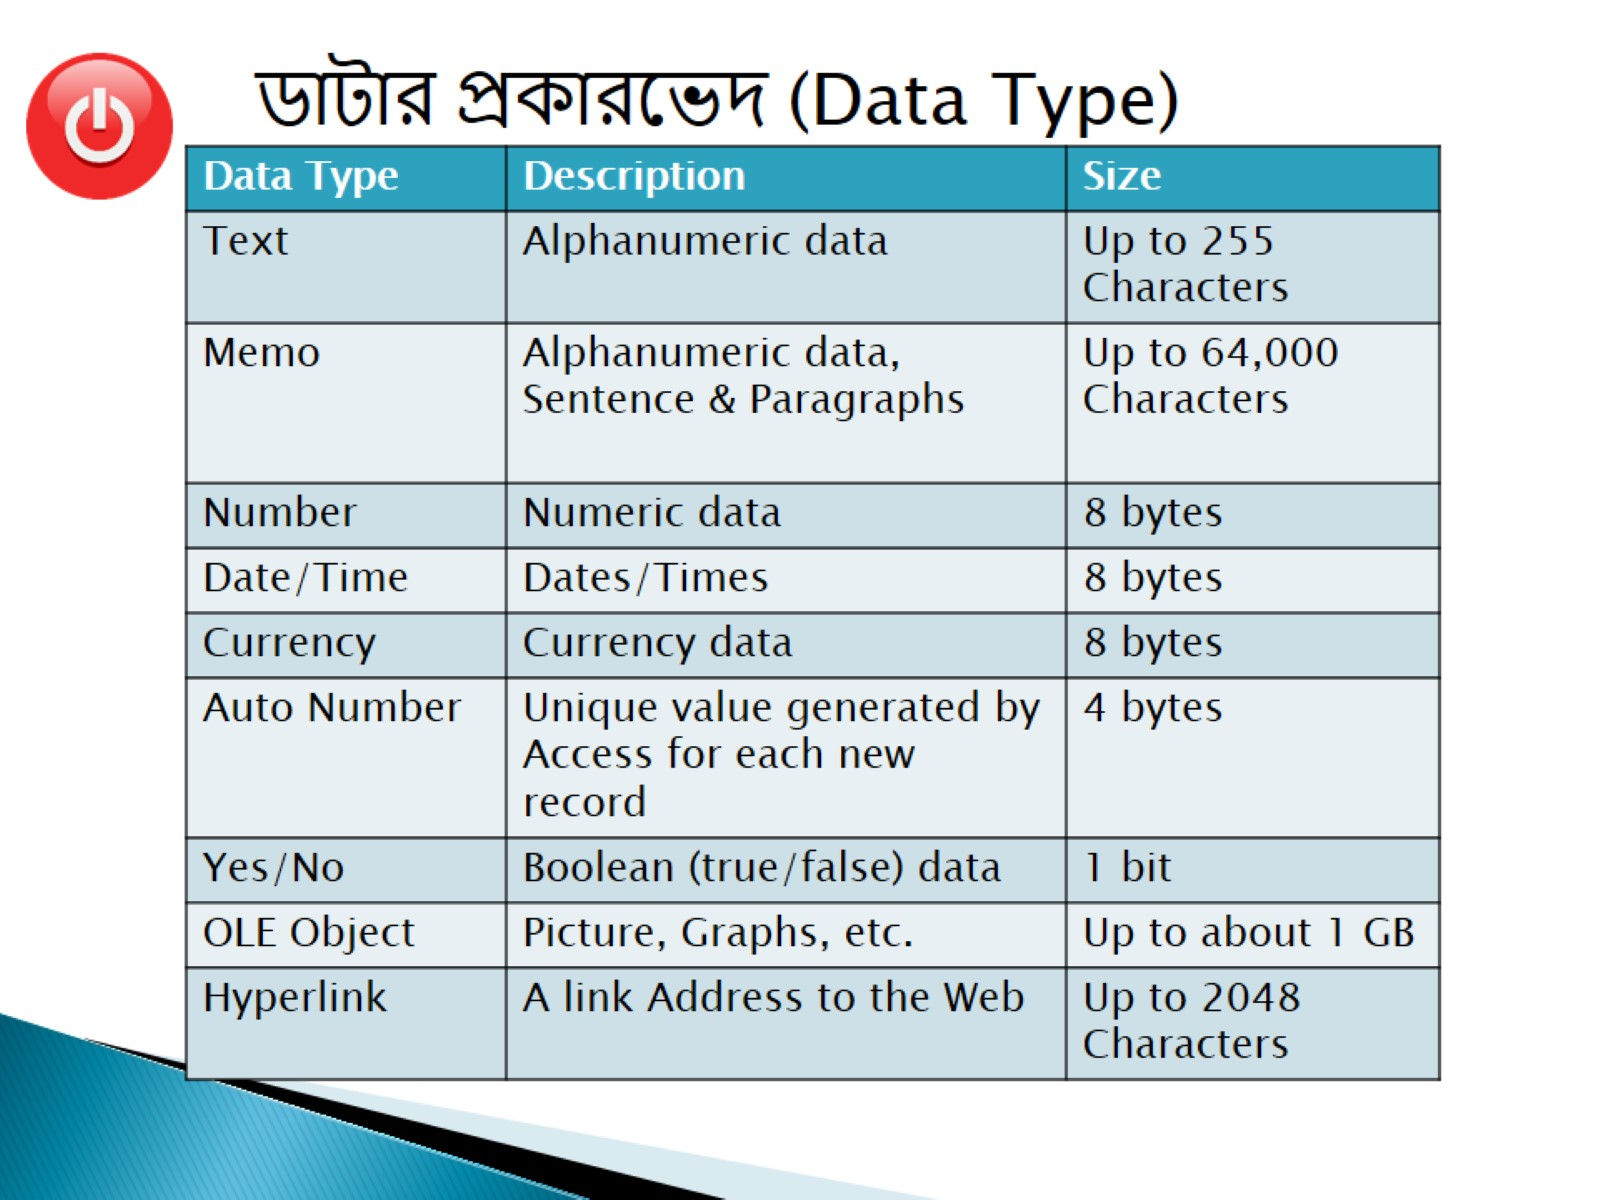 ডাটার প্রকারভেদ (Data Type)
Data Type Description Size
Text Alphanumeric data Up to 255
Characters
Memo Alphanumeric data, Up to 64,000
Sentence & Paragraphs Characters
Number Numeric data 8 bytes
Date/Time Dates/Times 8 bytes
Currency Currency data 8 bytes
Auto Number Unique value generated by 4 bytes
Access for each new
record
Yes/No Boolean (true/false) data 1 bit
OLE Object Picture, Graphs, etc. Up to about 1 GB
Hyperlink A link Address to the Web Up to 2048
Characters